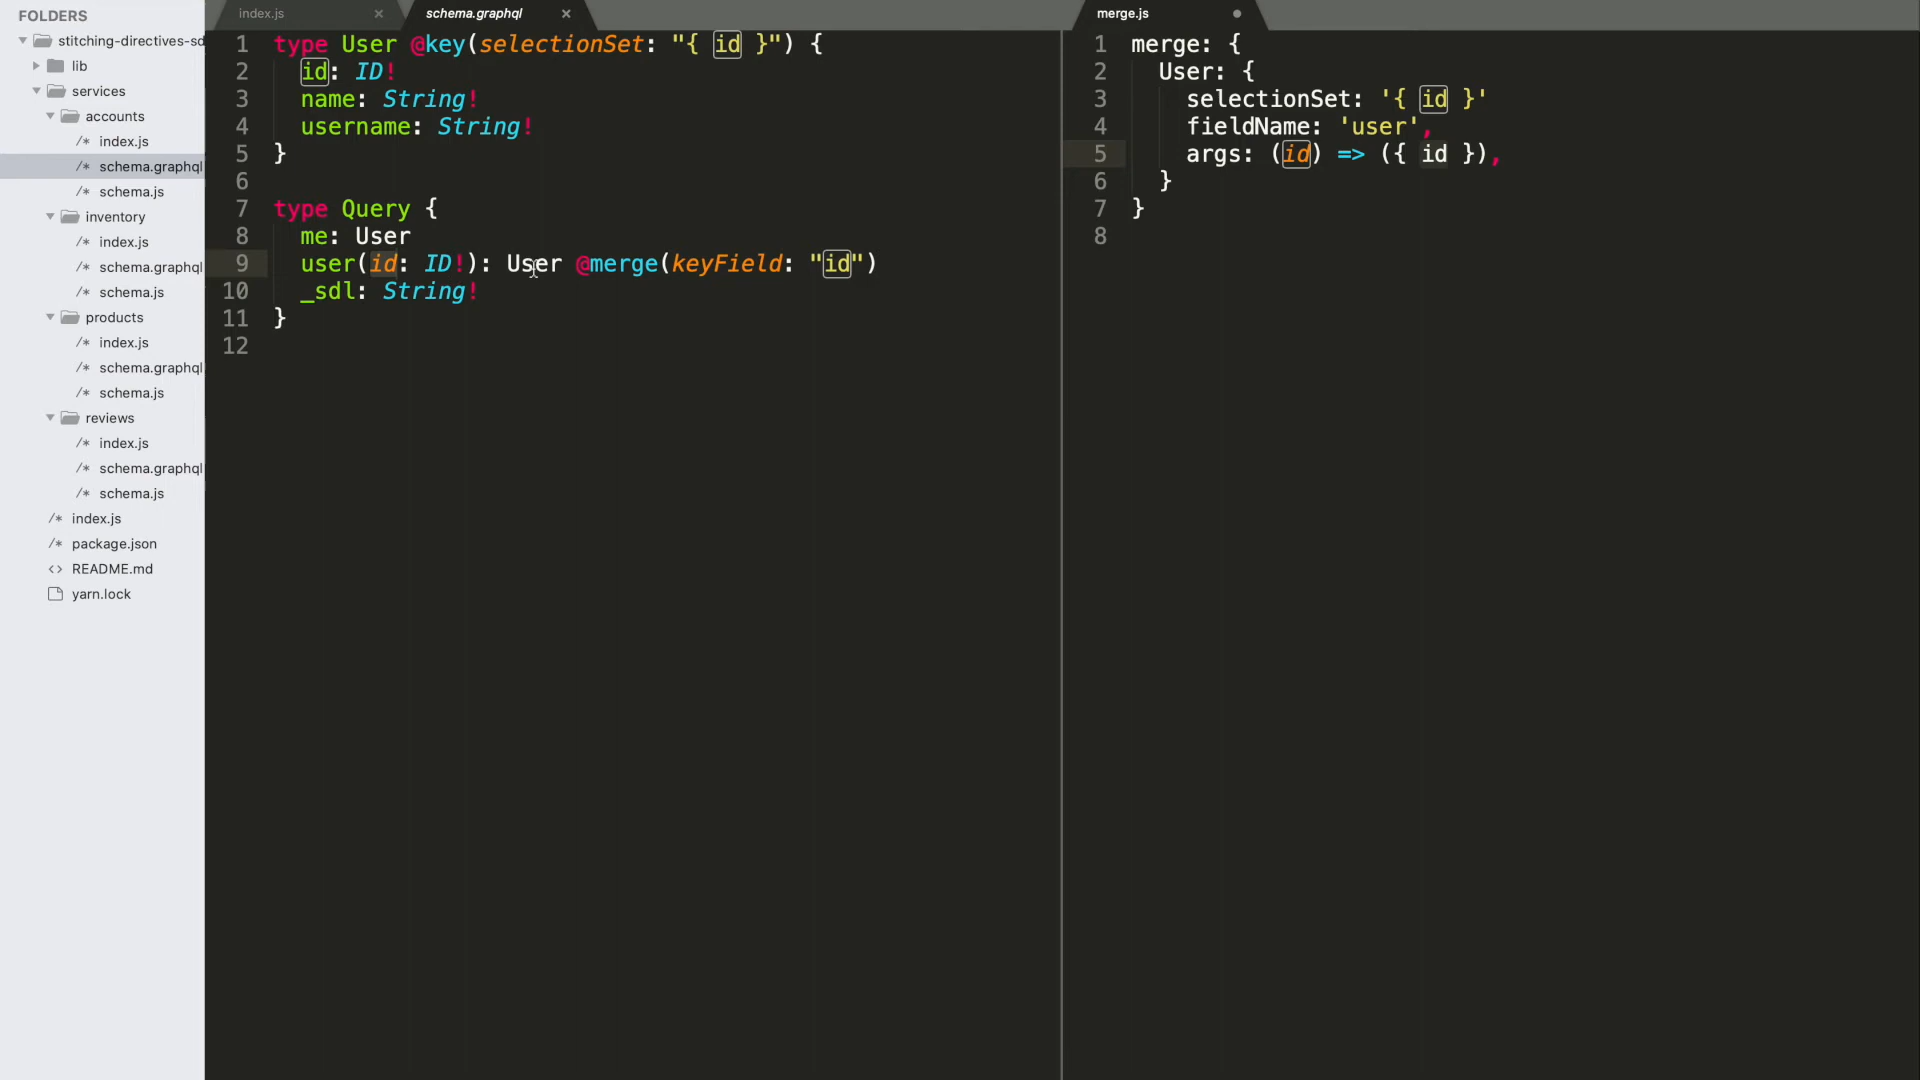 FOLDERS
stitching-directives-sd
lib
services
accounts
/* index.js
/* schema.graphql
/* schema.js
inventory
/* index.js
/* schema.graphql
/* schema.js
products
/* index.js
/* schema.graphql
/* schema.js
reviews
/* index.js
/* schema.graphql
/* schema.js
/* index.js
/* package.json
<> README.md
yarn.lock
index.js ×
schema.graphql ×
1 type User @key(selectionSet: "{ id }") {
2 id: ID!
3 name: String!
4 username: String!
5 }
6
7 type Query {
8 me: User
9 user(id: ID!): User @merge(keyField: "id")
10 _sdl: String!
11 }
12
merge.js
1 merge: {
2 User: {
3 selectionSet: '{ id }'
4 fieldName: 'user',
5 args: (id) => ({ id }),
6 }
7 }
8